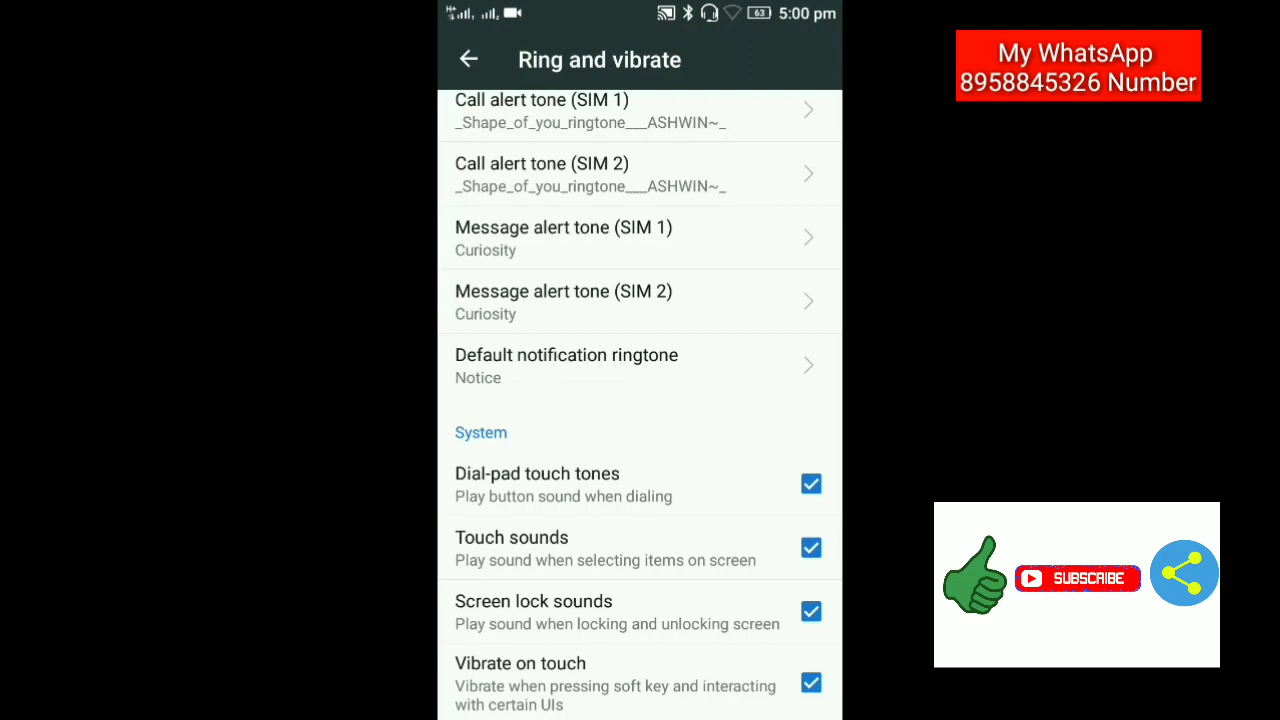 63 5:00 pm
Ring and vibrate
Call alert tone (SIM 1)
_Shape_of_you_ringtone___ASHWIN~_
Call alert tone (SIM 2)
_Shape_of_you_ringtone___ASHWIN~_
Message alert tone (SIM 1)
Curiosity
Message alert tone (SIM 2)
Curiosity
Default notification ringtone
Notice
System
Dial-pad touch tones
Play button sound when dialing
Touch sounds
Play sound when selecting items on screen
Screen lock sounds
Play sound when locking and unlocking screen
Vibrate on touch
Vibrate when pressing soft key and interacting
with certain UIs
My WhatsApp
8958845326 Number
SUBSCRIBE